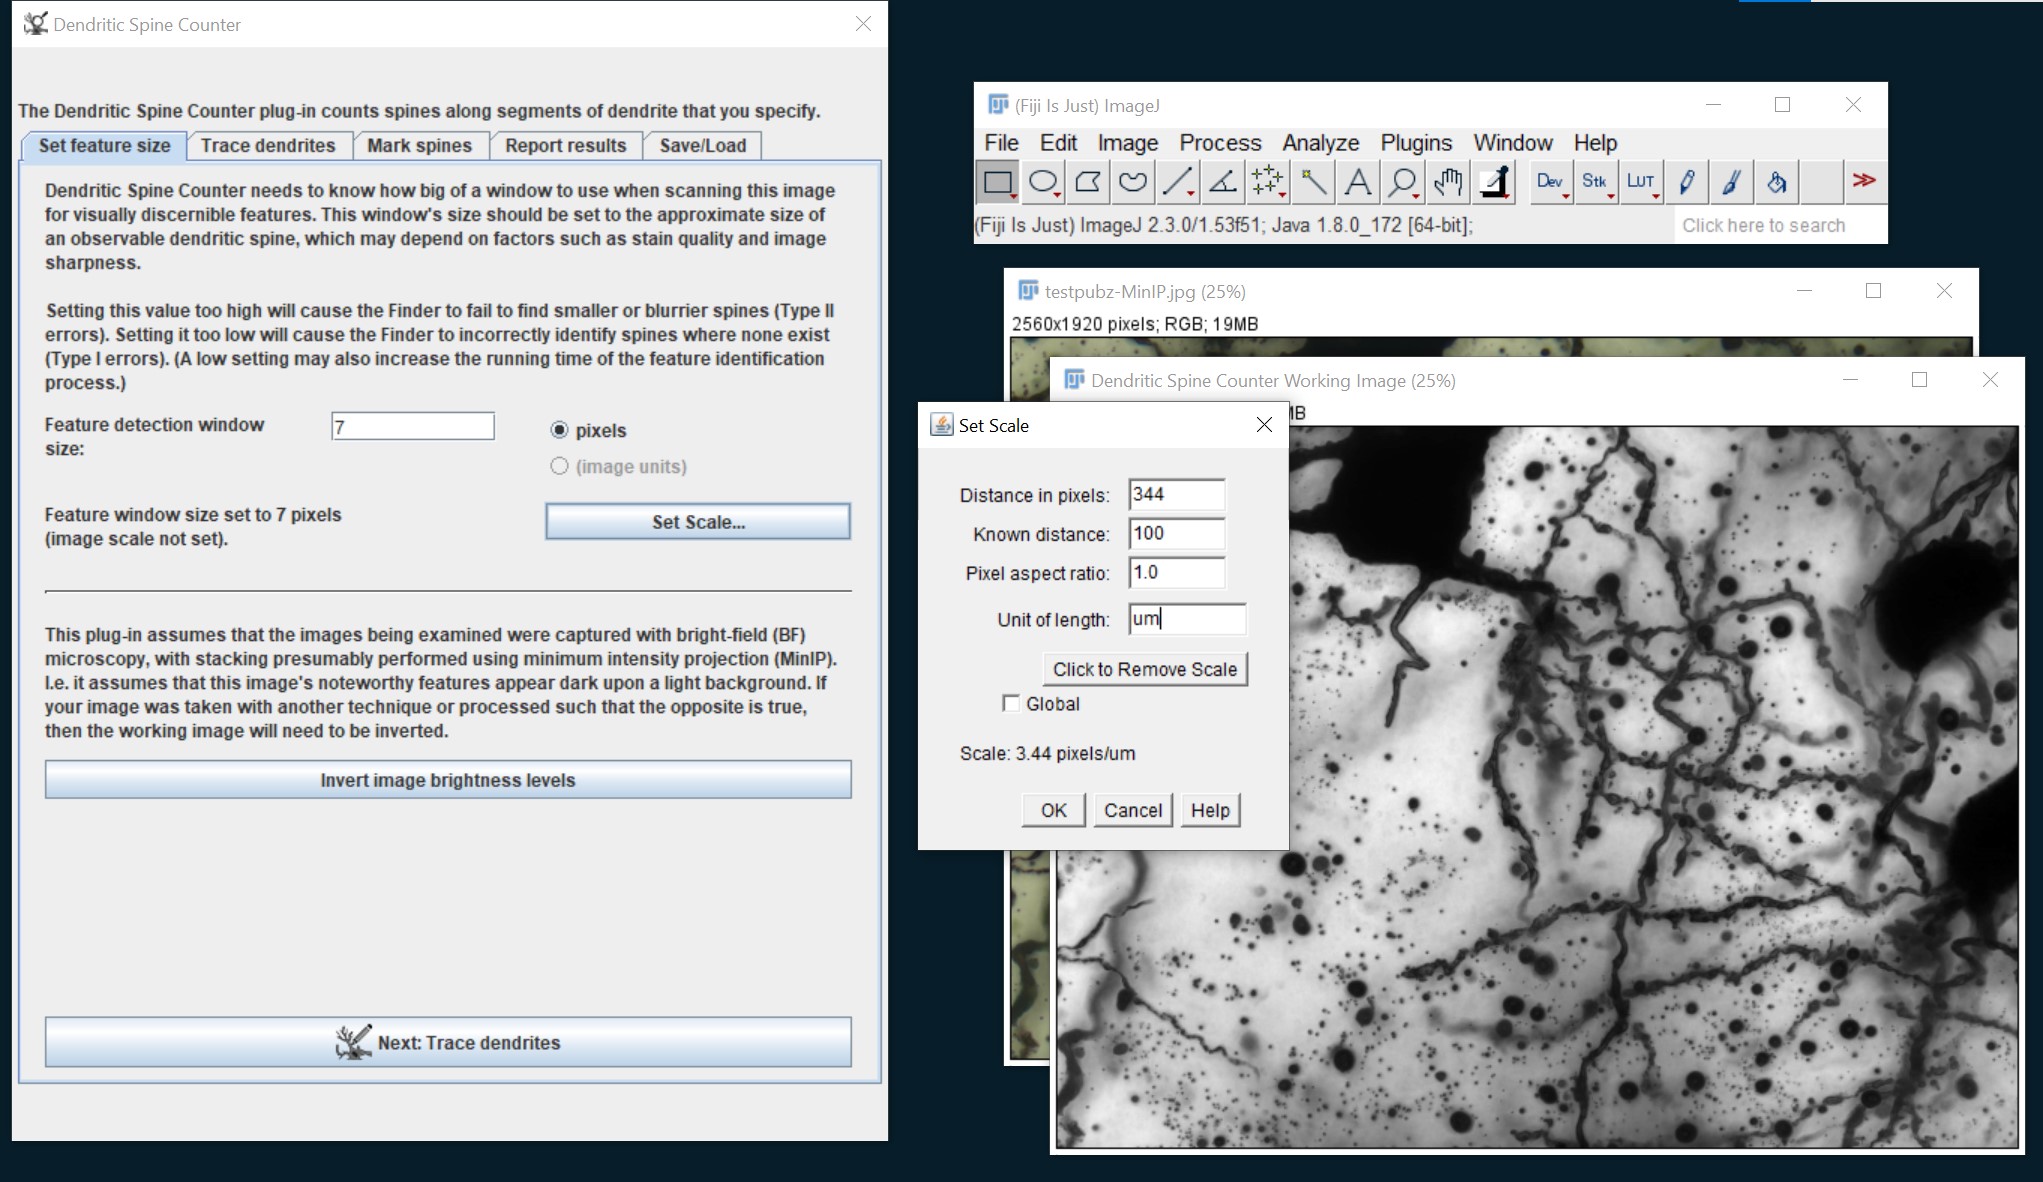 Dendritic Spine Counter
The Dendritic Spine Counter plug-in counts spines along segments of dendrite that you specify.
Set feature size
Trace dendrites
Mark spines
Report results
Save/Load
Dendritic Spine Counter needs to know how big of a window to use when scanning this image
for visually discernible features. This window's size should be set to the approximate size of
an observable dendritic spine, which may depend on factors such as stain quality and image
sharpness.
Setting this value too high will cause the Finder to fail to find smaller or blurrier spines (Type II
errors). Setting it too low will cause the Finder to incorrectly identify spines where none exist
(Type I errors). (A low setting may also increase the running time of the feature identification
process.)
Feature detection window
size:
7
pixels
(image units)
Feature window size set to 7 pixels
(image scale not set).
Set Scale...
This plug-in assumes that the images being examined were captured with bright-field (BF)
microscopy, with stacking presumably performed using minimum intensity projection (MinIP).
I.e. it assumes that this image's noteworthy features appear dark upon a light background. If
your image was taken with another technique or processed such that the opposite is true,
then the working image will need to be inverted.
Invert image brightness levels
Next: Trace dendrites
(Fiji Is Just) ImageJ
File Edit Image Process Analyze Plugins Window Help
Dev Stk LUT
(Fiji Is Just) ImageJ 2.3.0/1.53f51; Java 1.8.0_172 [64-bit];
Click here to search
testpubz-MinIP.jpg (25%)
2560x1920 pixels; RGB; 19MB
Dendritic Spine Counter Working Image (25%)
MB
Set Scale
Distance in pixels: 344
Known distance: 100
Pixel aspect ratio: 1.0
Unit of length: um
Click to Remove Scale
Global
Scale: 3.44 pixels/um
OK
Cancel
Help